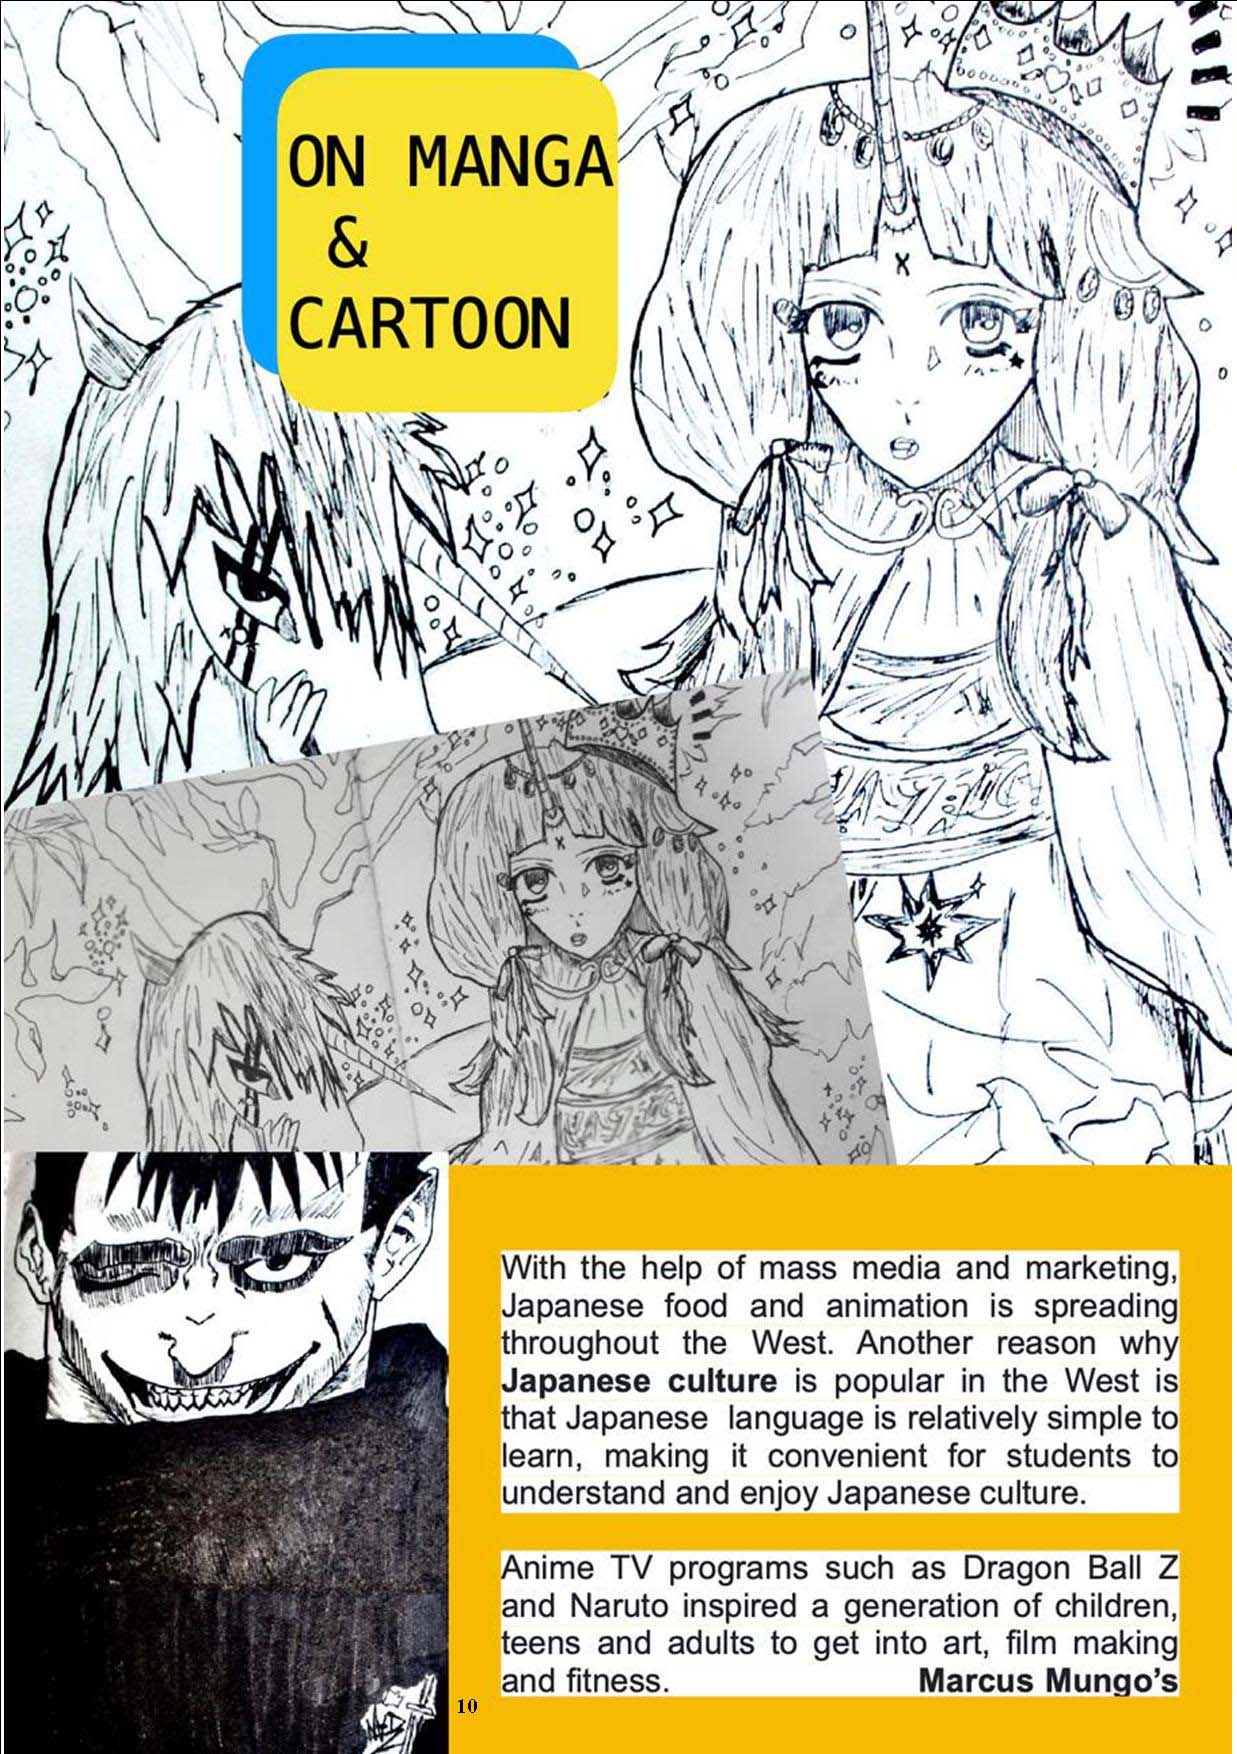 ON MANGA
&
CARTOON
With the help of mass media and marketing,
Japanese food and animation is spreading
throughout the West. Another reason why
Japanese culture is popular in the West is
that Japanese language is relatively simple to
learn, making it convenient for students to
understand and enjoy Japanese culture.
Anime TV programs such as Dragon Ball Z
and Naruto inspired a generation of children,
teens and adults to get into art, film making
and fitness. Marcus Mungo’s
10